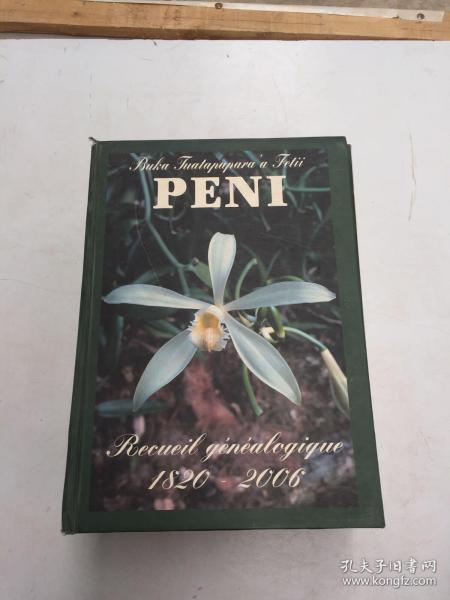 Buka Tuatapapara'a Fetii
PENI
Recueil généalogique
1820 - 2006
孔夫子旧书网
www.kongfz.com